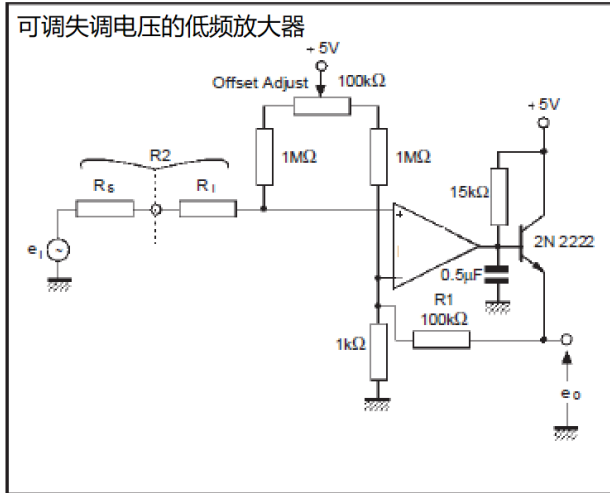 可调失调电压的低频放大器
+ 5V
Offset Adjust
100kΩ
+ 5V
R2
1MΩ
1MΩ
RS
RI
15kΩ
+
2N 2222
eI
~
0.5μF
−
R1
100kΩ
1kΩ
eo